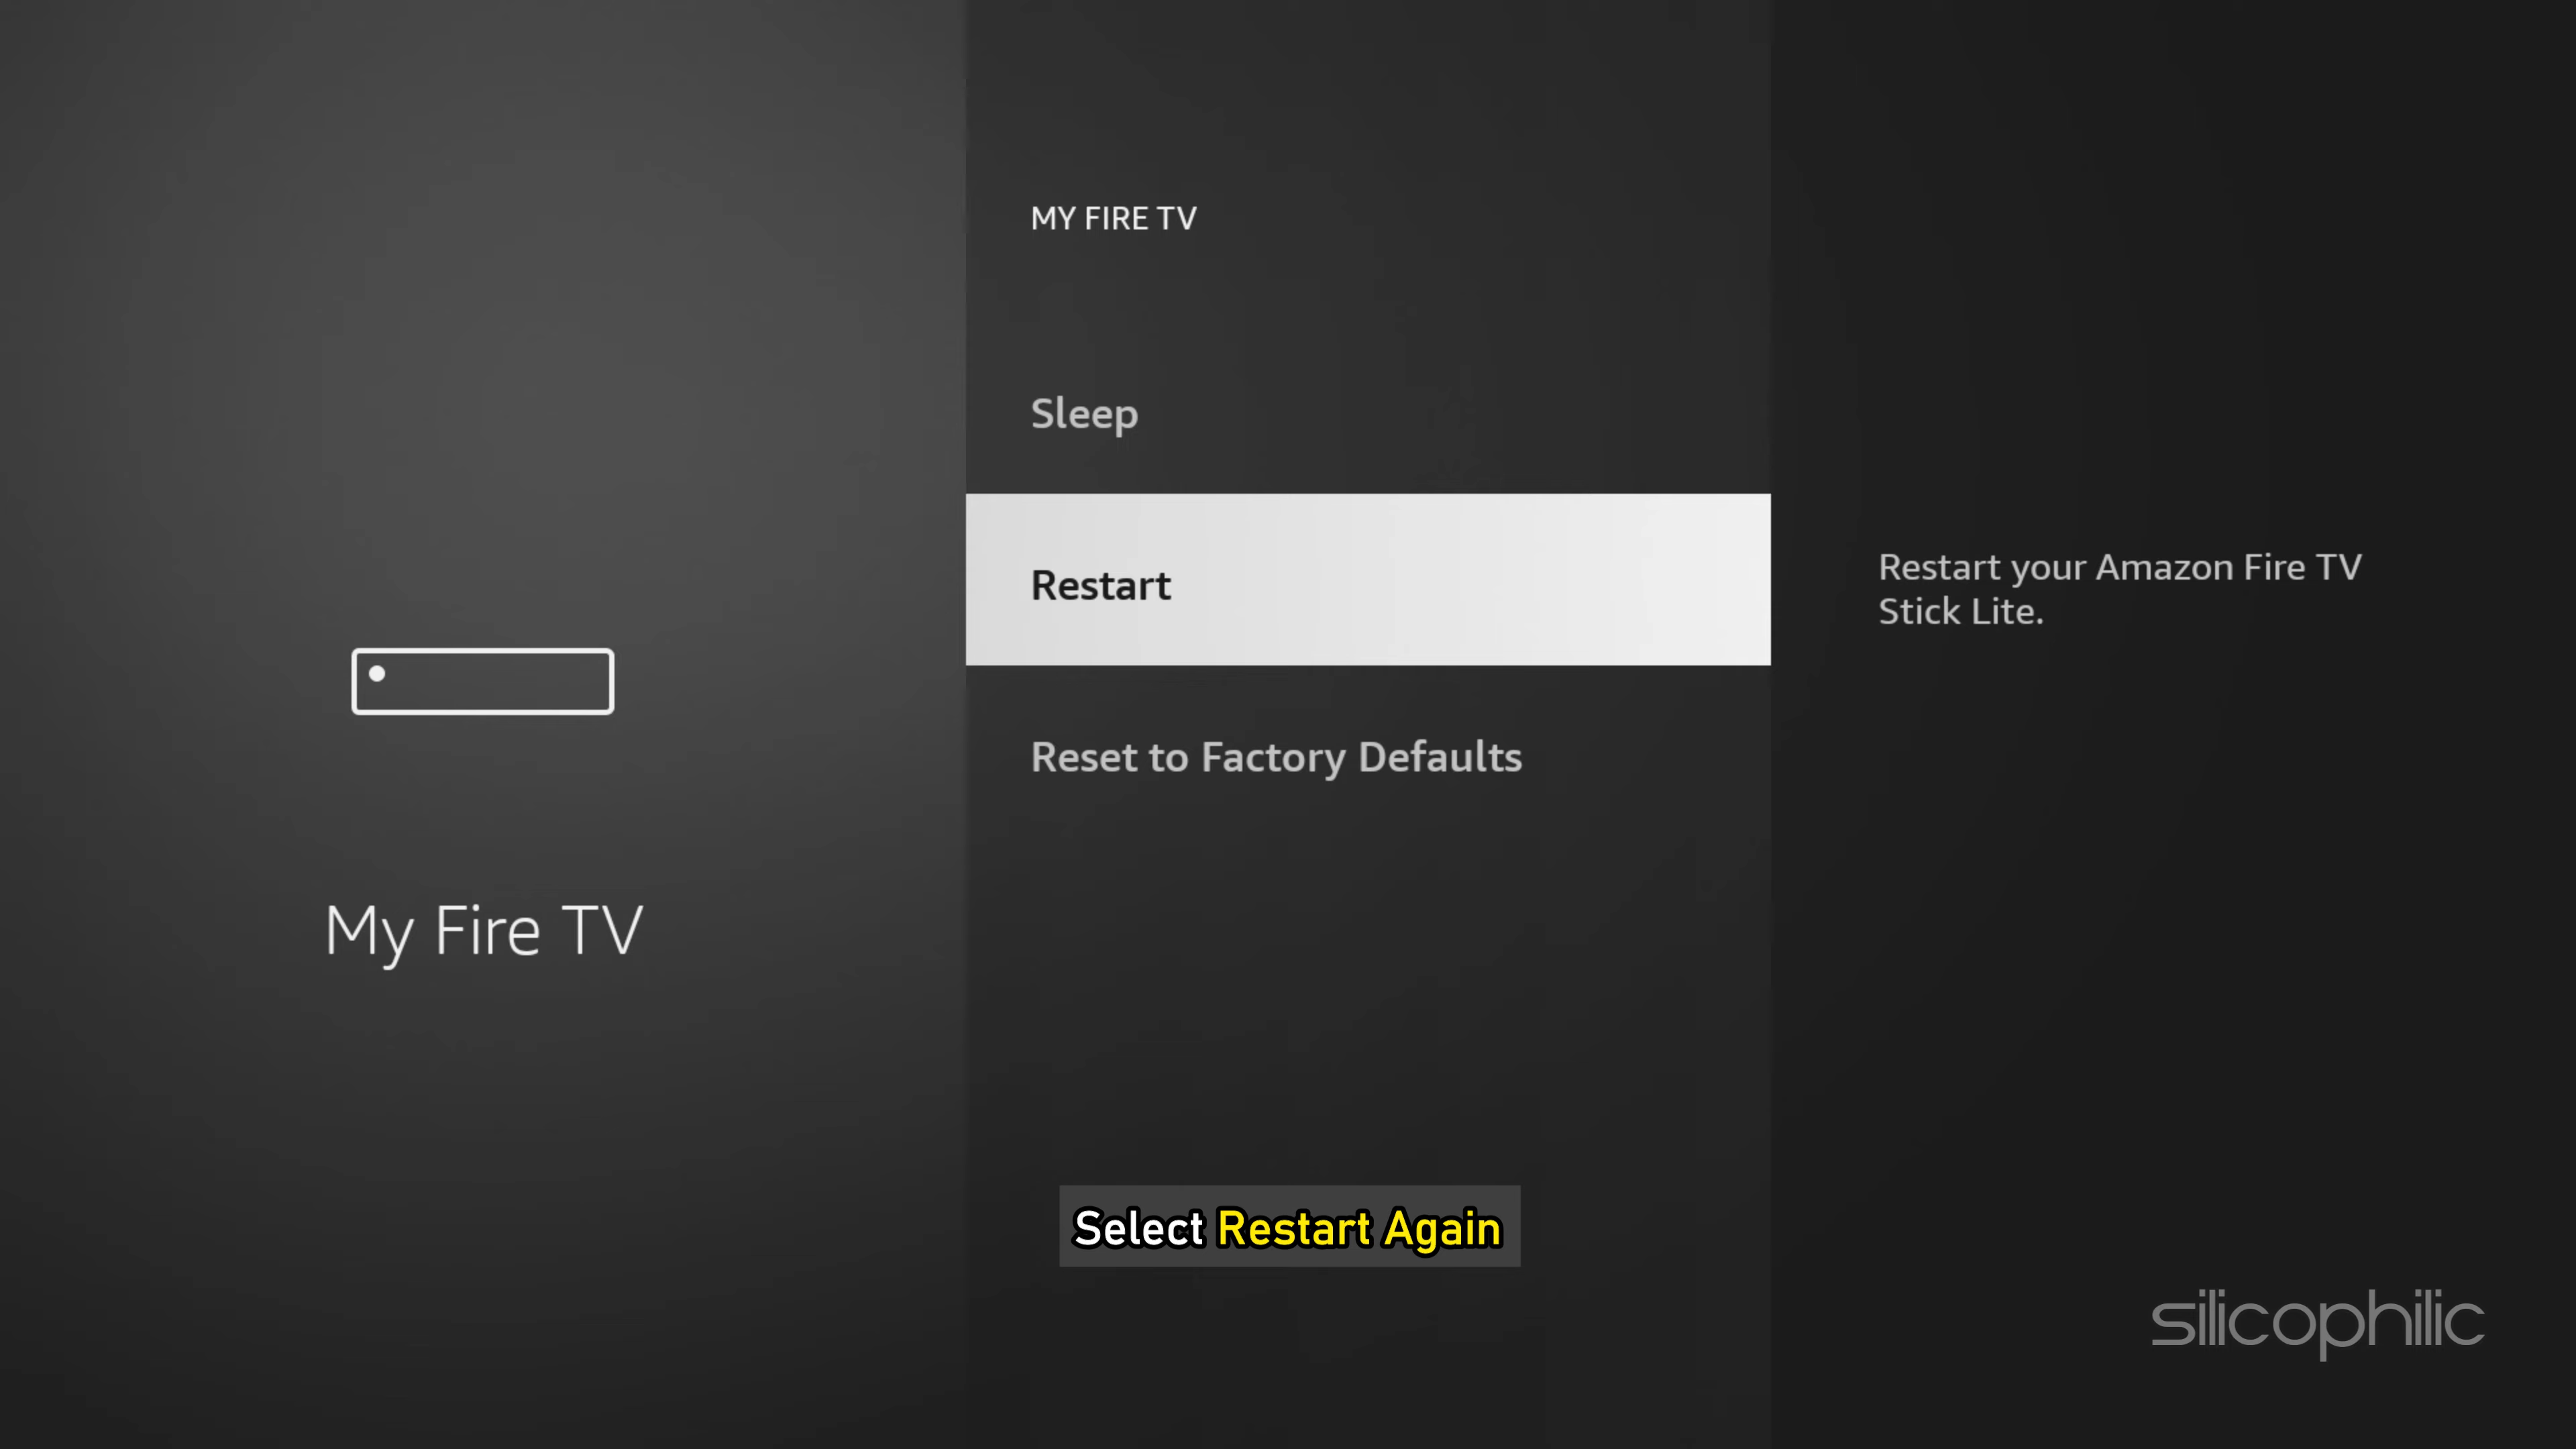 MY FIRE TV
Sleep
Restart
Restart your Amazon Fire TV
Stick Lite.
Reset to Factory Defaults
My Fire TV
Select Restart Again
silicophilic